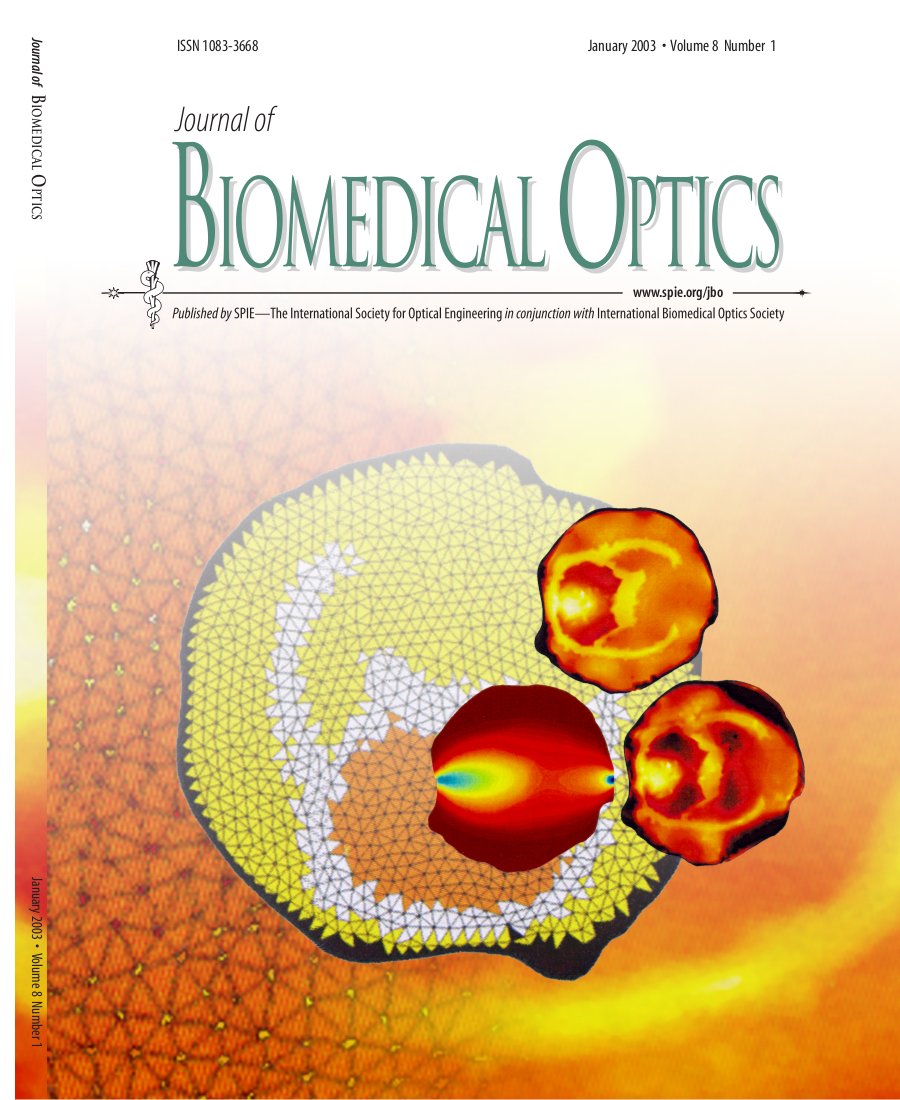 Journal of BIOMEDICAL OPTICS
ISSN 1083-3668
January 2003 • Volume 8 Number 1
Journal of
BIOMEDICAL OPTICS
www.spie.org/jbo
Published by SPIE—The International Society for Optical Engineering in conjunction with International Biomedical Optics Society
January 2003 • Volume 8 Number 1